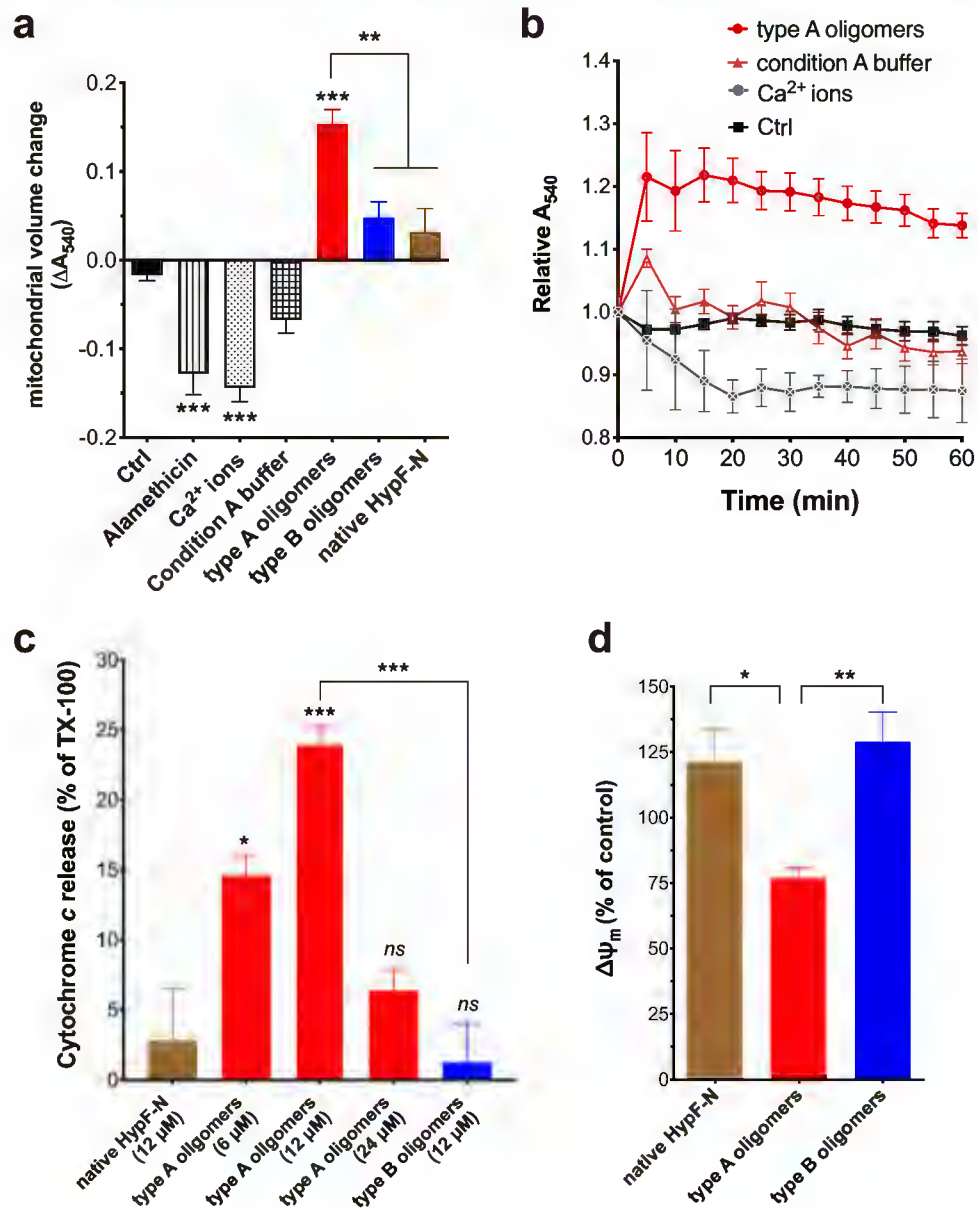 a
**
***
0.2
0.1
0.0
-0.1
-0.2
mitochondrial volume change
(ΔA540)
***
***
Ctrl
Alamethicin
Ca2+ ions
Condition A buffer
type A oligomers
type B oligomers
native HypF-N
b
type A oligomers
condition A buffer
Ca2+ ions
Ctrl
1.4
1.3
1.2
1.1
1.0
0.9
0.8
Relative A540
0 10 20 30 40 50 60
Time (min)
c
30
25
20
15
10
5
0
Cytochrome c release (% of TX-100)
***
***
*
ns
ns
native HypF-N
(12 µM)
type A oligomers
(6 µM)
type A oligomers
(12 µM)
type A oligomers
(24 µM)
type B oligomers
(12 µM)
d
* **
150
125
100
75
50
25
0
ΔΨm (% of control)
native HypF-N
type A oligomers
type B oligomers